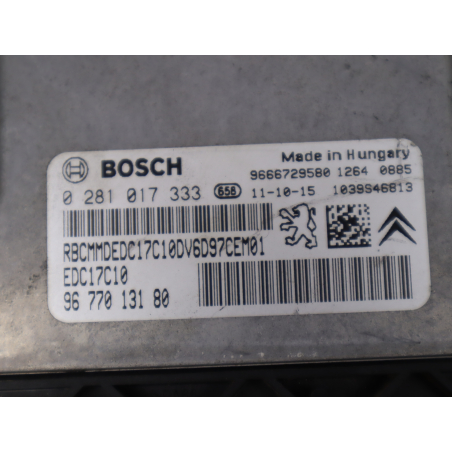 BOSCH
Made in Hungary
9666729580 1264 0885
0 281 017 333 658 11-10-15 1039S46813
RBCMMDEDC17C10DV6D97CEM01
EDC17C10
96 770 131 80